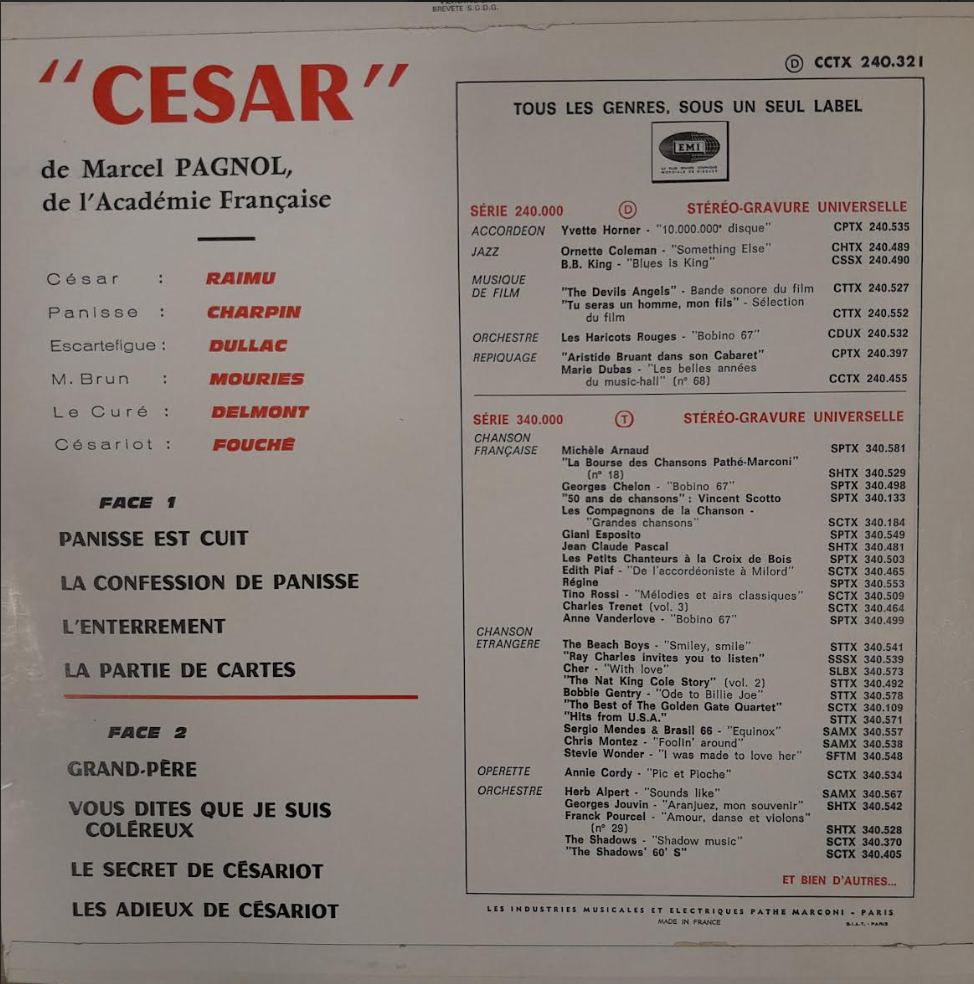 BREVETE S.G.D.G.
"CESAR"
de Marcel PAGNOL,
de l'Académie Française
César : RAIMU
Panisse : CHARPIN
Escartefigue : DULLAC
M. Brun : MOURIES
Le Curé : DELMONT
Césariot : FOUCHÉ
FACE 1
PANISSE EST CUIT
LA CONFESSION DE PANISSE
L'ENTERREMENT
LA PARTIE DE CARTES
FACE 2
GRAND-PÈRE
VOUS DITES QUE JE SUIS
COLÉREUX
LE SECRET DE CÉSARIOT
LES ADIEUX DE CÉSARIOT
Ⓓ CCTX 240.321
TOUS LES GENRES, SOUS UN SEUL LABEL
EMI
LA PLUS GRANDE COMPAGNIE
MONDIALE DE DISQUES
SÉRIE 240.000 Ⓓ STÉRÉO-GRAVURE UNIVERSELLE
ACCORDEON Yvette Horner - "10.000.000e disque" CPTX 240.535
JAZZ Ornette Coleman - "Something Else" CHTX 240.489
B.B. King - "Blues is King" CSSX 240.490
MUSIQUE
DE FILM "The Devils Angels" - Bande sonore du film CTTX 240.527
"Tu seras un homme, mon fils" - Sélection
du film CTTX 240.552
ORCHESTRE Les Haricots Rouges - "Bobino 67" CDUX 240.532
REPIQUAGE "Aristide Bruant dans son Cabaret" CPTX 240.397
Marie Dubas - "Les belles années
du music-hall" (n° 68) CCTX 240.455
SÉRIE 340.000 Ⓣ STÉRÉO-GRAVURE UNIVERSELLE
CHANSON
FRANÇAISE Michèle Arnaud SPTX 340.581
"La Bourse des Chansons Pathé-Marconi"
(n° 18) SHTX 340.529
Georges Chelon - "Bobino 67" SPTX 340.498
"50 ans de chansons" : Vincent Scotto SPTX 340.133
Les Compagnons de la Chanson -
"Grandes chansons" SCTX 340.184
Giani Esposito SPTX 340.549
Jean Claude Pascal SHTX 340.481
Les Petits Chanteurs à la Croix de Bois SPTX 340.503
Edith Piaf - "De l'accordéoniste à Milord" SCTX 340.465
Régine SPTX 340.553
Tino Rossi - "Mélodies et airs classiques" SCTX 340.509
Charles Trenet (vol. 3) SCTX 340.464
Anne Vanderlove - "Bobino 67" SPTX 340.499
CHANSON
ETRANGERE The Beach Boys - "Smiley, smile" STTX 340.541
"Ray Charles invites you to listen" SSSX 340.539
Cher - "With love" SLBX 340.573
"The Nat King Cole Story" (vol. 2) STTX 340.492
Bobbie Gentry - "Ode to Billie Joe" STTX 340.578
"The Best of The Golden Gate Quartet" SCTX 340.109
"Hits from U.S.A." STTX 340.571
Sergio Mendes & Brasil 66 - "Equinox" SAMX 340.557
Chris Montez - "Foolin' around" SAMX 340.538
Stevie Wonder - "I was made to love her" SFTM 340.548
OPERETTE Annie Cordy - "Pic et Pioche" SCTX 340.534
ORCHESTRE Herb Alpert - "Sounds like" SAMX 340.567
Georges Jouvin - "Aranjuez, mon souvenir" SHTX 340.542
Franck Pourcel - "Amour, danse et violons"
(n° 29) SHTX 340.528
The Shadows - "Shadow music" SCTX 340.370
"The Shadows' 60' S" SCTX 340.405
ET BIEN D'AUTRES...
LES INDUSTRIES MUSICALES ET ELECTRIQUES PATHE MARCONI - PARIS
MADE IN FRANCE
S.I.A.T. - PARIS